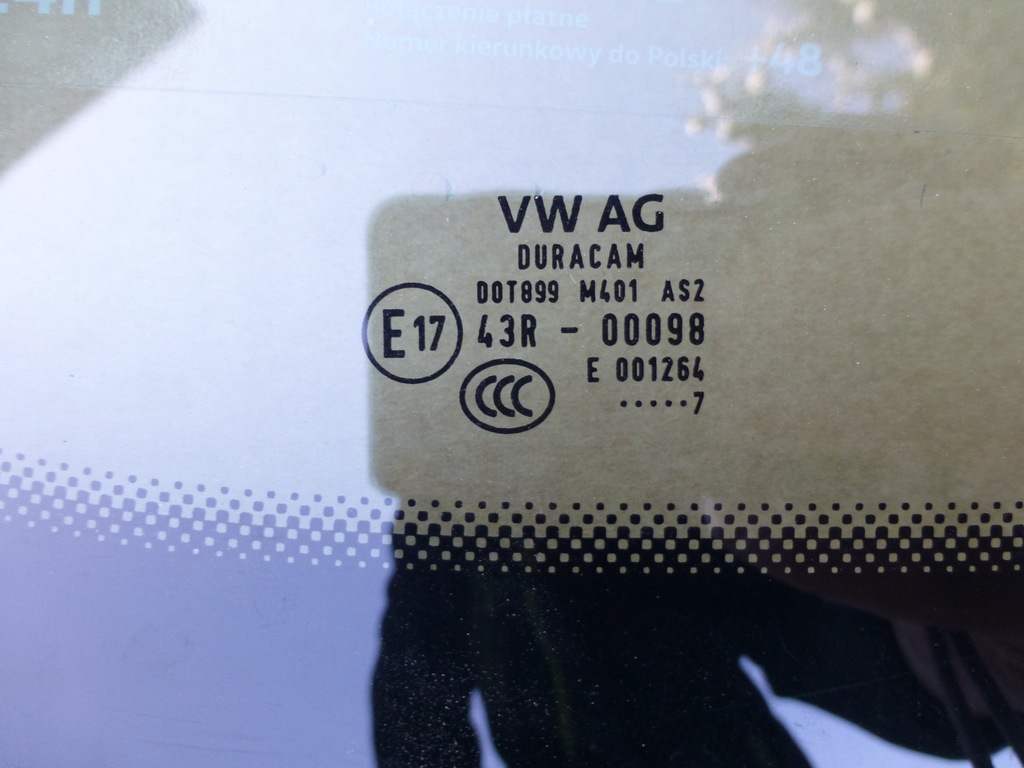 24h
Połączenie płatne
Numer kierunkowy do Polski: +48
VW AG
DURACAM
DOT899 M401 AS2
E17 43R - 00098
E 001264
CCC
.....7